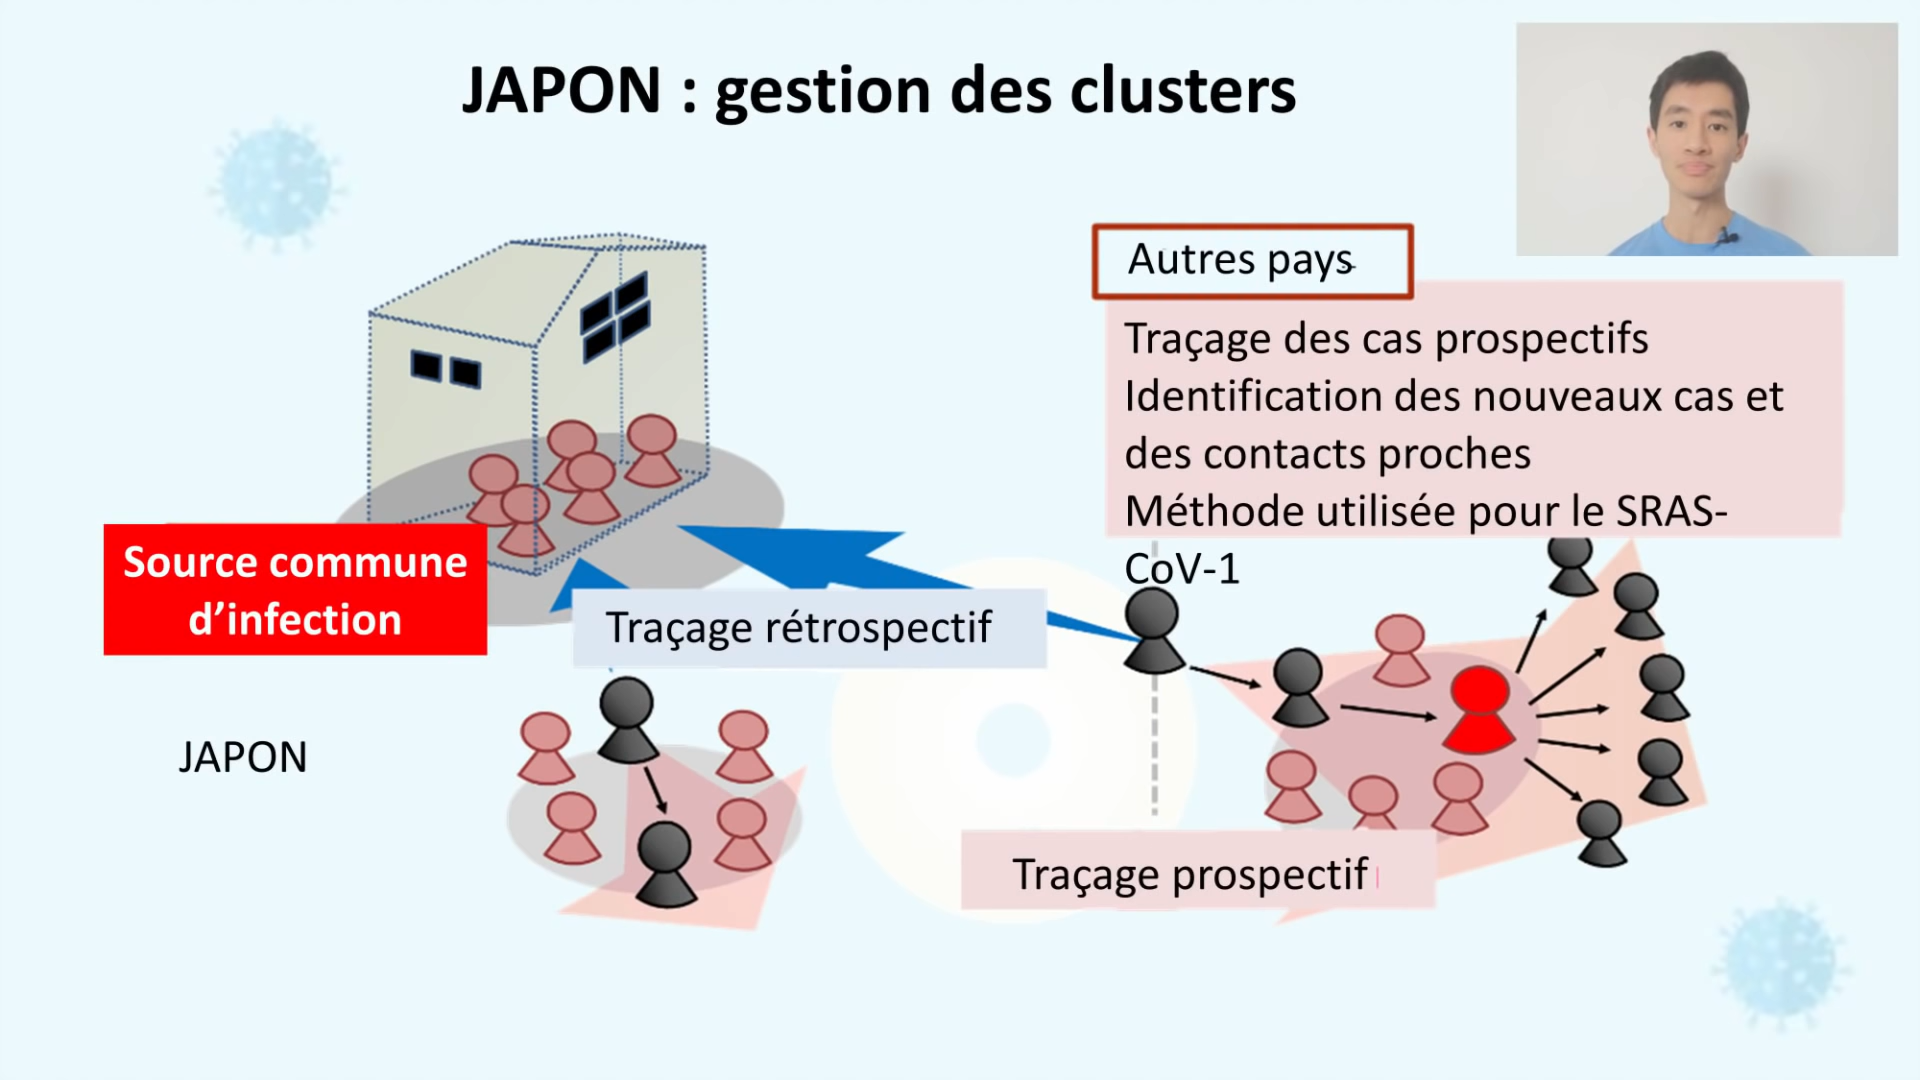 JAPON : gestion des clusters
Autres pays
Traçage des cas prospectifs
Identification des nouveaux cas et
des contacts proches
Méthode utilisée pour le SRAS-
CoV-1
Source commune
d’infection
Traçage rétrospectif
JAPON
Traçage prospectif